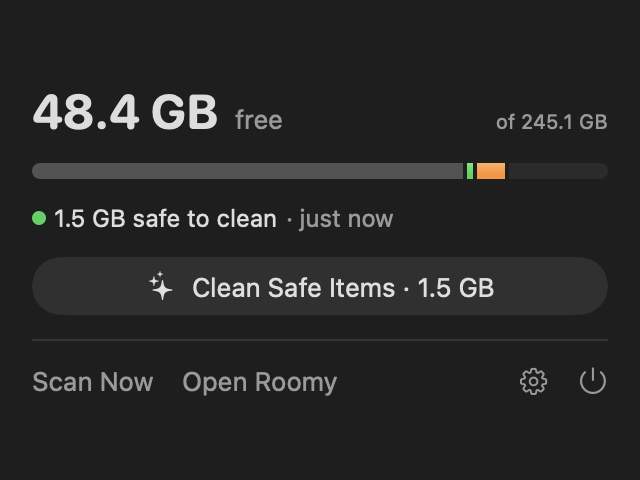 48.4 GB free of 245.1 GB
1.5 GB safe to clean · just now
Clean Safe Items · 1.5 GB
Scan Now Open Roomy